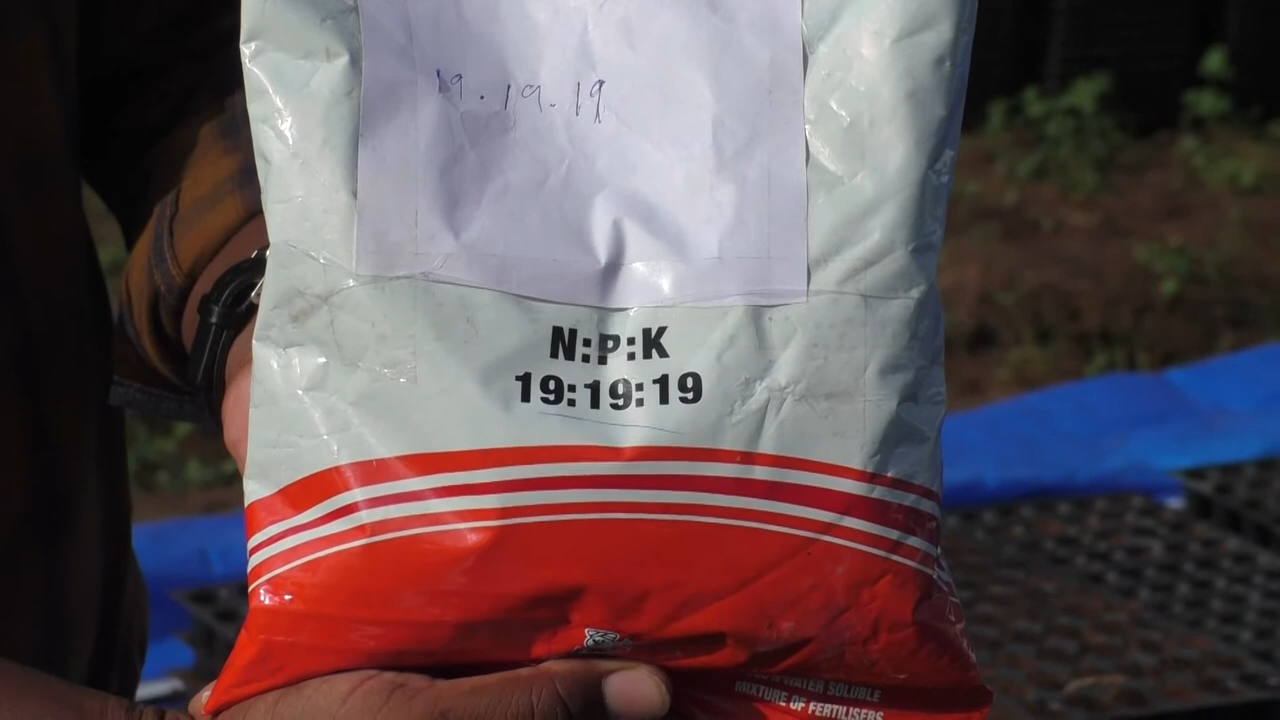 19.19.19
N:P:K
19:19:19
WATER SOLUBLE
MIXTURE OF FERTILISERS